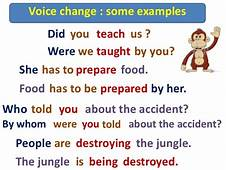 Voice change : some examples
Did you teach us ?
Were we taught by you?
She has to prepare food.
Food has to be prepared by her.
Who told you about the accident?
By whom were you told about the accident?
People are destroying the jungle.
The jungle is being destroyed.